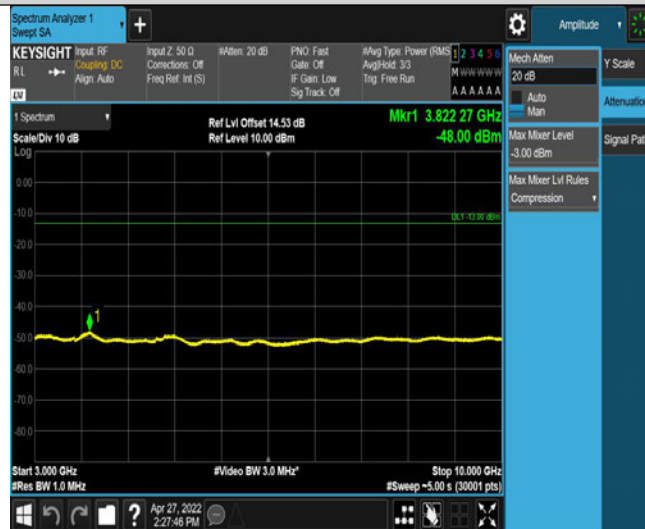 Spectrum Analyzer 1
Swept SA
Amplitude
KEYSIGHT
RL
Input: RF
Coupling: DC
Align: Auto
Input Z: 50 Ω
Corrections: Off
Freq Ref: Int (S)
#Atten: 20 dB
PNO: Fast
Gate: Off
IF Gain: Low
Sig Track: Off
#Avg Type: Power (RMS
Avg|Hold: 3/3
Trig: Free Run
1 2 3 4 5 6
M W W W W W
A A A A A A
1 Spectrum
Scale/Div 10 dB
Ref Lvl Offset 14.53 dB
Ref Level 10.00 dBm
Mkr1 3.822 27 GHz
-48.00 dBm
Log
0.00
-10.0
DL1 -13.00 dBm
-20.0
-30.0
-40.0
1
-50.0
-60.0
-70.0
-80.0
Start 3.000 GHz
#Res BW 1.0 MHz
#Video BW 3.0 MHz*
Stop 10.000 GHz
#Sweep ~5.00 s (30001 pts)
Mech Atten
20 dB
Auto
Man
Max Mixer Level
-3.00 dBm
Max Mixer Lvl Rules
Compression
Y Scale
Attenuation
Signal Pat
?
Apr 27, 2022
2:27:46 PM